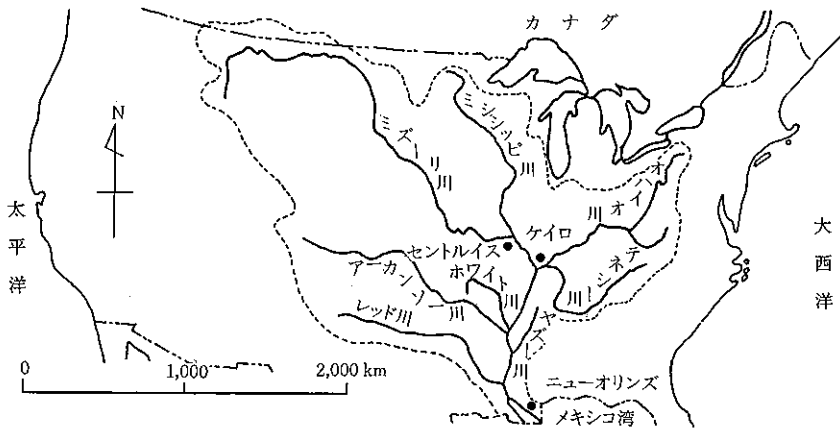 カナダ
N
ミズーリ川
ミシシッピ川
オハイオ川
太平洋
大西洋
ケイロ
セントルイス
テネシー川
アーカンソー川
ホワイト川
レッド川
ヤズー川
0 1,000 2,000 km
ニューオリンズ
メキシコ湾